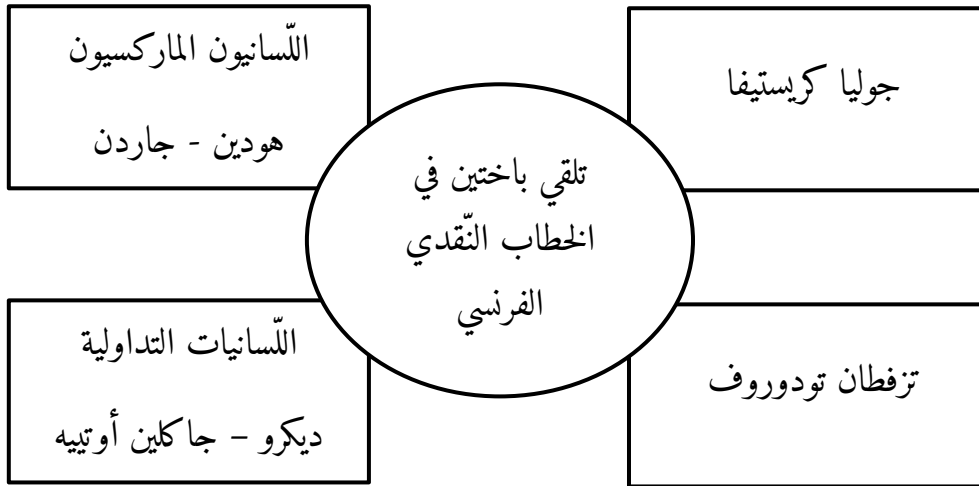 جوليا كريستيفا
اللّسانيون الماركسيون
هودين - جاردن
تلقي باختين في
الخطاب النّقدي
الفرنسي
تزفطان تودوروف
اللّسانيات التداولية
ديكرو – جاكلين أوتييه